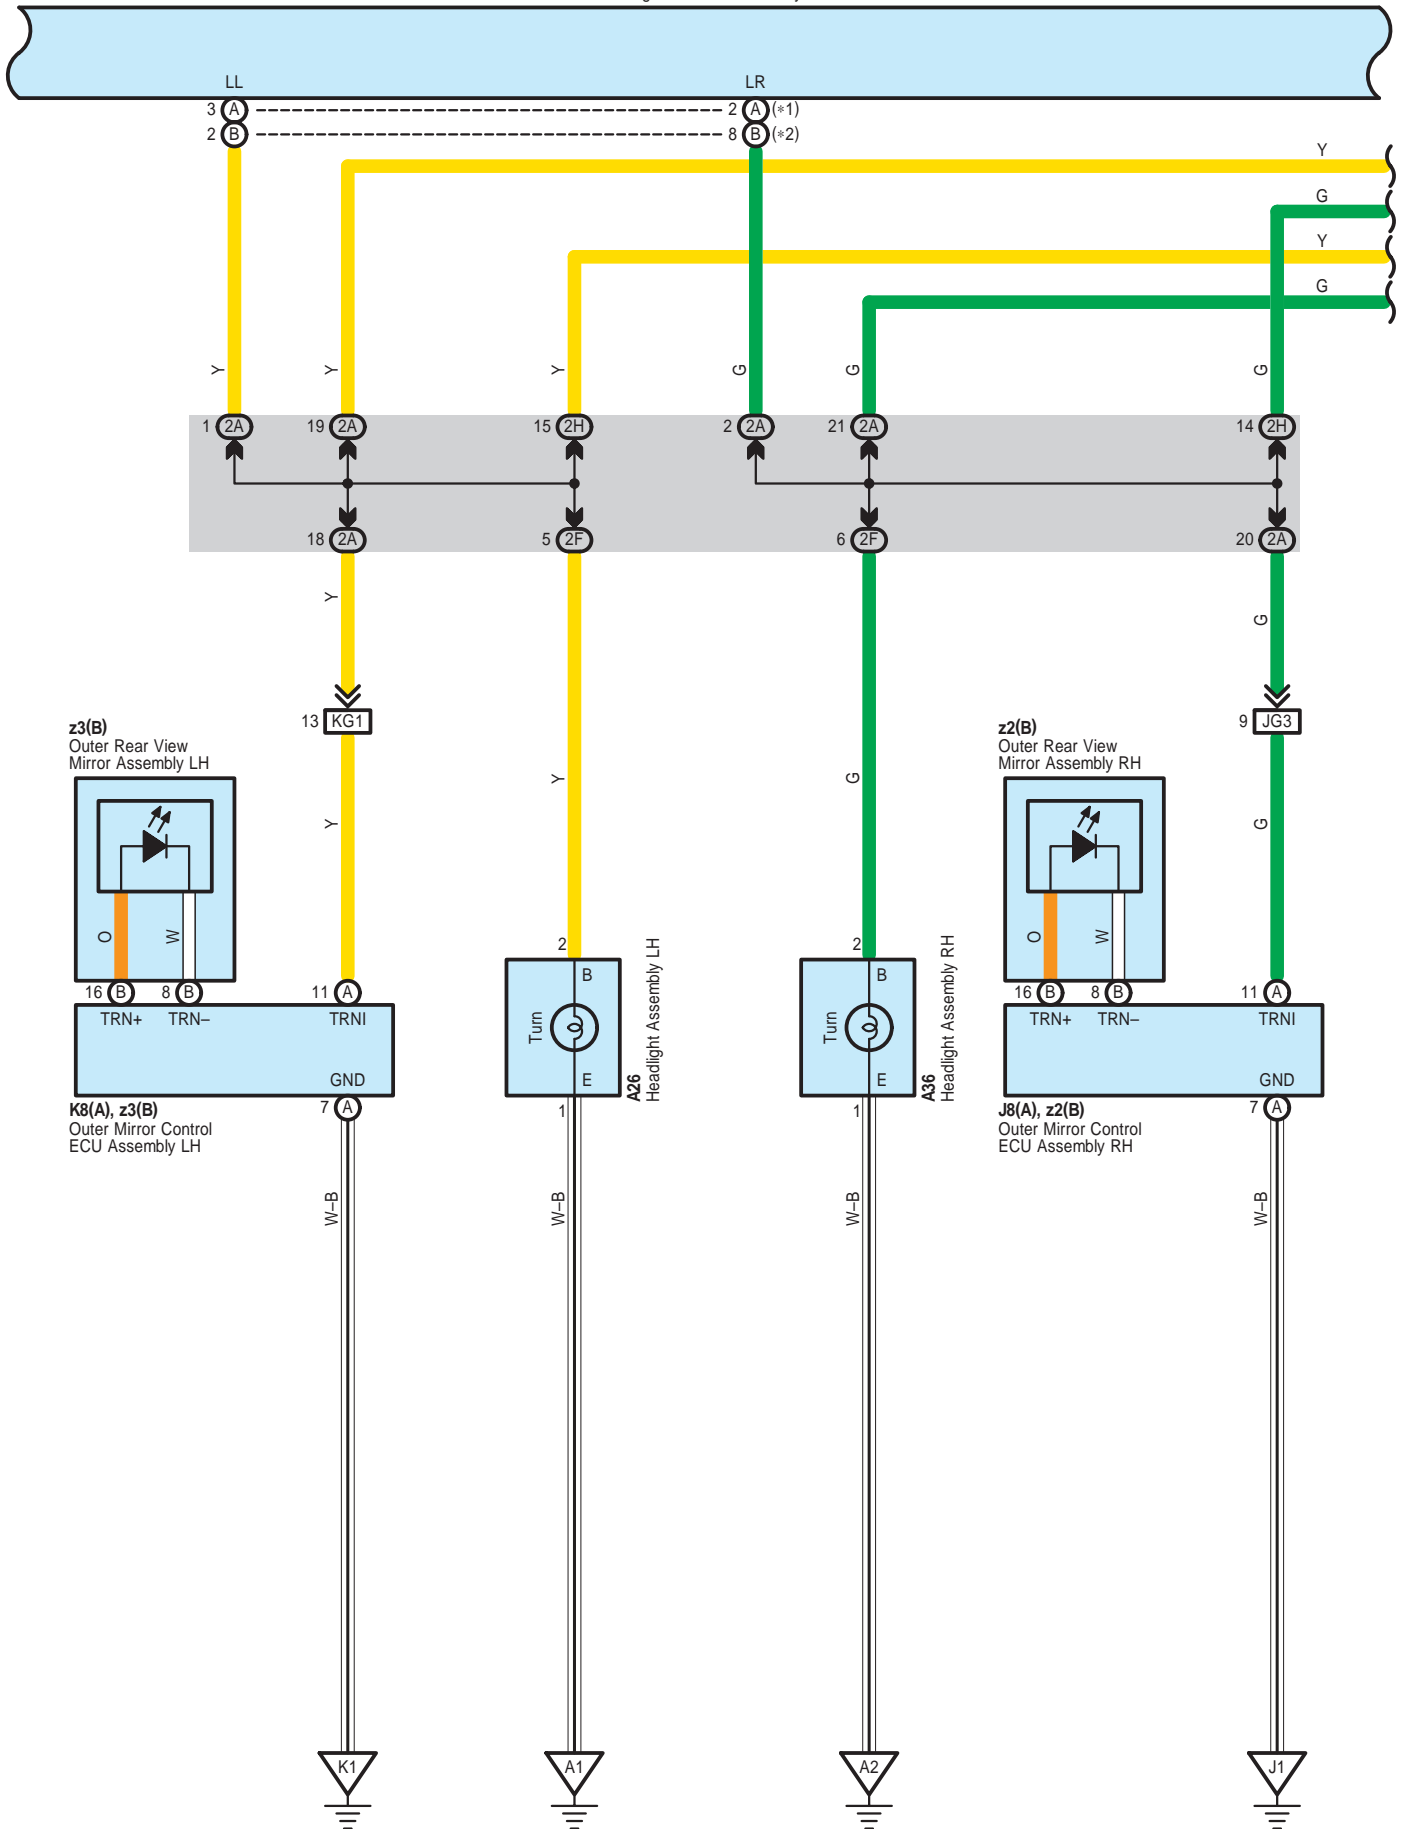 LL LR
3 A 2 A (*1)
2 B 8 B (*2)
Y
G
Y
G
Y Y Y G G G
1 2A 19 2A 15 2H 2 2A 21 2A 14 2H
18 2A 5 2F 6 2F 20 2A
Y G
13 KG1 9 JG3
z3(B)
Outer Rear View
Mirror Assembly LH
z2(B)
Outer Rear View
Mirror Assembly RH
Y G
Y G
O W O W
2 2
16 B 8 B 11 A
TRN+ TRN– TRNI
GND
7 A
K8(A), z3(B)
Outer Mirror Control
ECU Assembly LH
B
Turn
E
1
A26
Headlight Assembly LH
B
Turn
E
1
A36
Headlight Assembly RH
16 B 8 B 11 A
TRN+ TRN– TRNI
GND
7 A
J8(A), z2(B)
Outer Mirror Control
ECU Assembly RH
W–B W–B W–B W–B
K1 A1 A2 J1